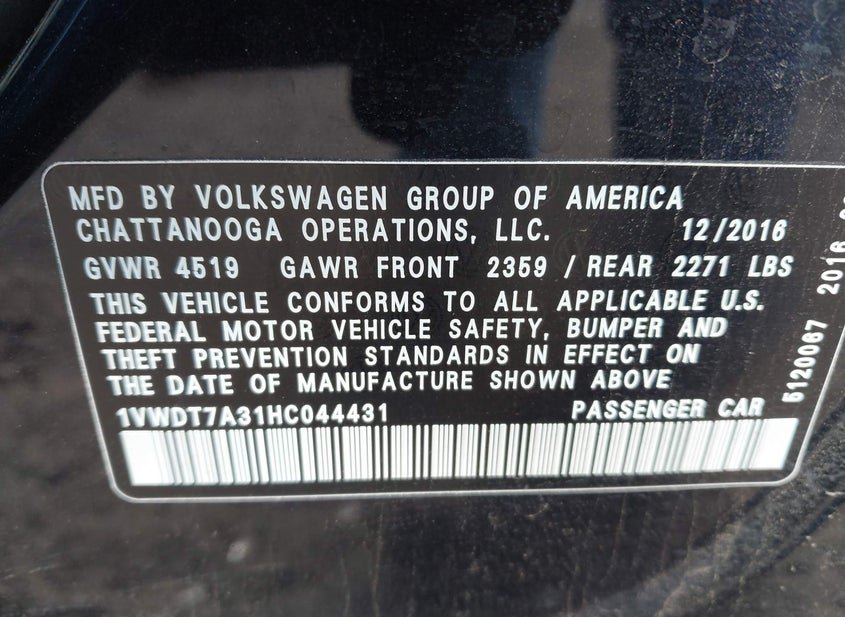 MFD BY VOLKSWAGEN GROUP OF AMERICA
CHATTANOOGA OPERATIONS, LLC. 12/2016
GVWR 4519 GAWR FRONT 2359 / REAR 2271 LBS
THIS VEHICLE CONFORMS TO ALL APPLICABLE U.S.
FEDERAL MOTOR VEHICLE SAFETY, BUMPER AND
THEFT PREVENTION STANDARDS IN EFFECT ON
THE DATE OF MANUFACTURE SHOWN ABOVE
1VWDT7A31HC044431 PASSENGER CAR
5120067 2016